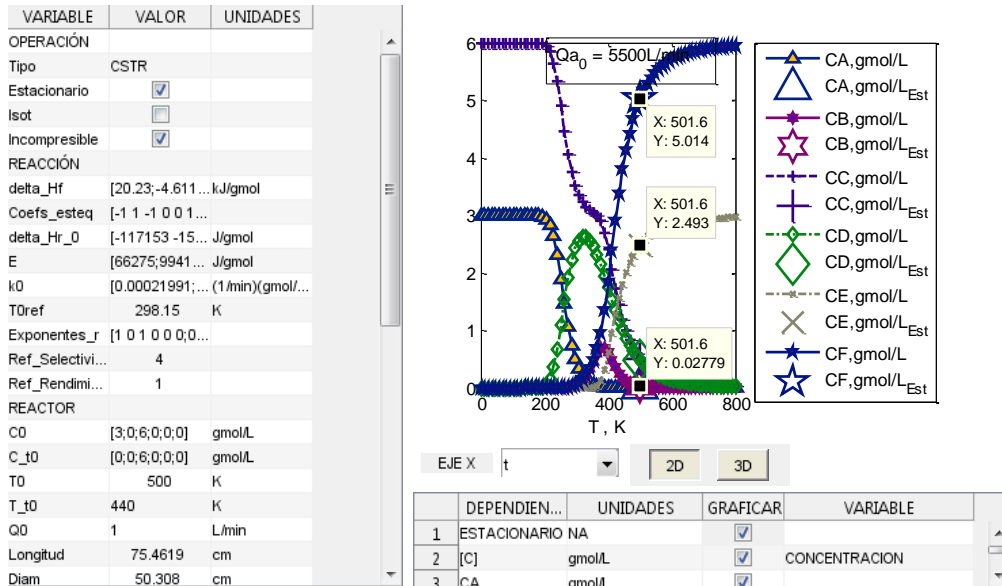 VARIABLE VALOR UNIDADES
OPERACIÓN
Tipo CSTR
Estacionario
Isot
Incompresible
REACCIÓN
delta_Hf [20.23;-4.611... kJ/gmol
Coefs_esteq [-1 1 -1 0 0 1...
delta_Hr_0 [-117153 -15... J/gmol
E [66275;9941... J/gmol
k0 [0.00021991;... (1/min)(gmol/...
T0ref 298.15 K
Exponentes_r [1 0 1 0 0 0;0...
Ref_Selectivi... 4
Ref_Rendimi... 1
REACTOR
C0 [3;0;6;0;0;0] gmol/L
C_t0 [0;0;6;0;0;0] gmol/L
T0 500 K
T_t0 440 K
Q0 1 L/min
Longitud 75.4619 cm
Diam 50.308 cm
Qa0 = 5500L/min
6
5
4
3
2
1
0
0 200 400 600 800
T , K
X: 501.6
Y: 5.014
X: 501.6
Y: 2.493
X: 501.6
Y: 0.02779
CA,gmol/L
CA,gmol/LEst
CB,gmol/L
CB,gmol/LEst
CC,gmol/L
CC,gmol/LEst
CD,gmol/L
CD,gmol/LEst
CE,gmol/L
CE,gmol/LEst
CF,gmol/L
CF,gmol/LEst
EJE X t 2D 3D
DEPENDIEN... UNIDADES GRAFICAR VARIABLE
1 ESTACIONARIO NA
2 [C] gmol/L CONCENTRACION
3 CA gmol/L